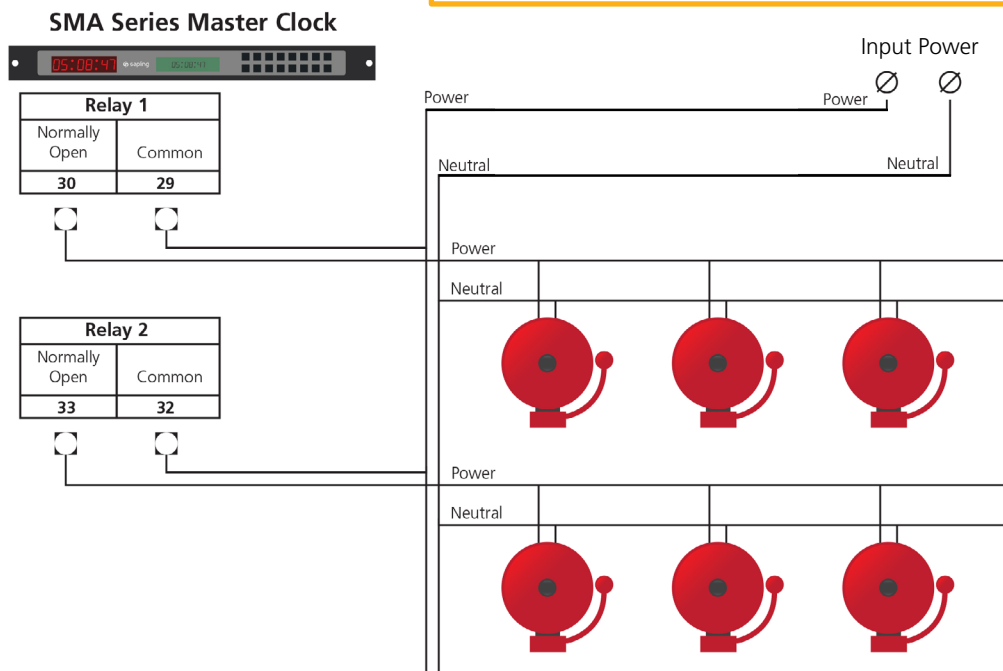 SMA Series Master Clock
05:08:47
sapling
05:08:47
Input Power
Power
Power
Neutral
Neutral
Relay 1
Normally
Open
Common
30
29
Power
Neutral
Relay 2
Normally
Open
Common
33
32
Power
Neutral